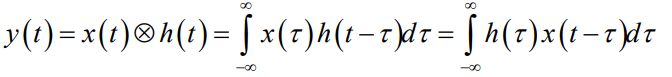 y(t) = x(t) ⊗ h(t) = ∫_{-∞}^{∞} x(τ)h(t-τ)dτ = ∫_{-∞}^{∞} h(τ)x(t-τ)dτ